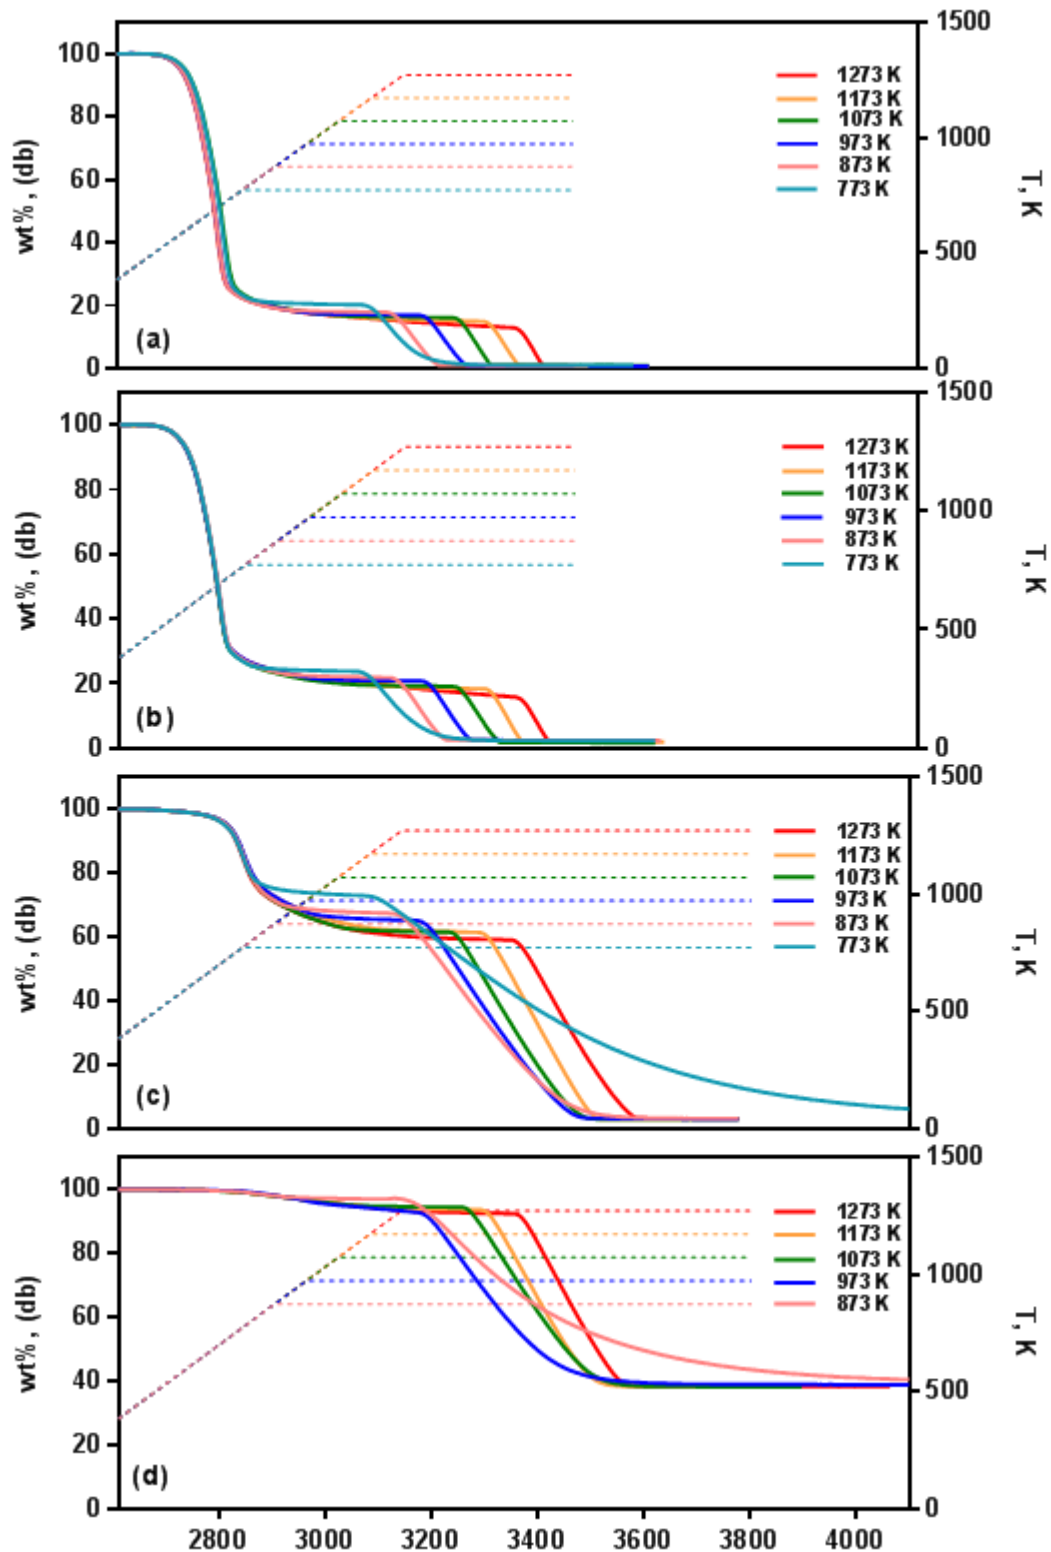 1500
100
1273 K
1173 K
80
1073 K
1000
973 K
wt% , (db)
60
873 K
T, K
773 K
40
500
20
(a)
0
0
1500
100
1273 K
1173 K
80
1073 K
1000
973 K
wt%, (db)
60
873 K
T, K
773 K
40
500
20
(b)
0
0
1500
100
1273 K
1173 K
80
1073 K
1000
973 K
wt%, (db)
60
873 K
T, K
773 K
40
500
20
(c)
0
0
1500
100
1273 K
1173 K
80
1073 K
1000
973 K
wt% , (db)
60
873 K
T, K
40
500
20
(d)
0
0
2800 3000 3200 3400 3600 3800 4000